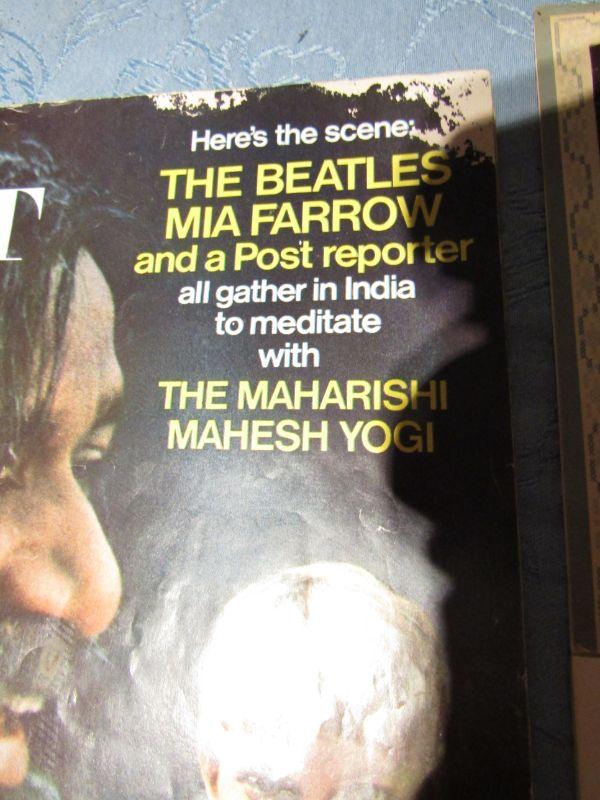 Here's the scene:
THE BEATLES
MIA FARROW
and a Post reporter
all gather in India
to meditate
with
THE MAHARISHI
MAHESH YOGI
T